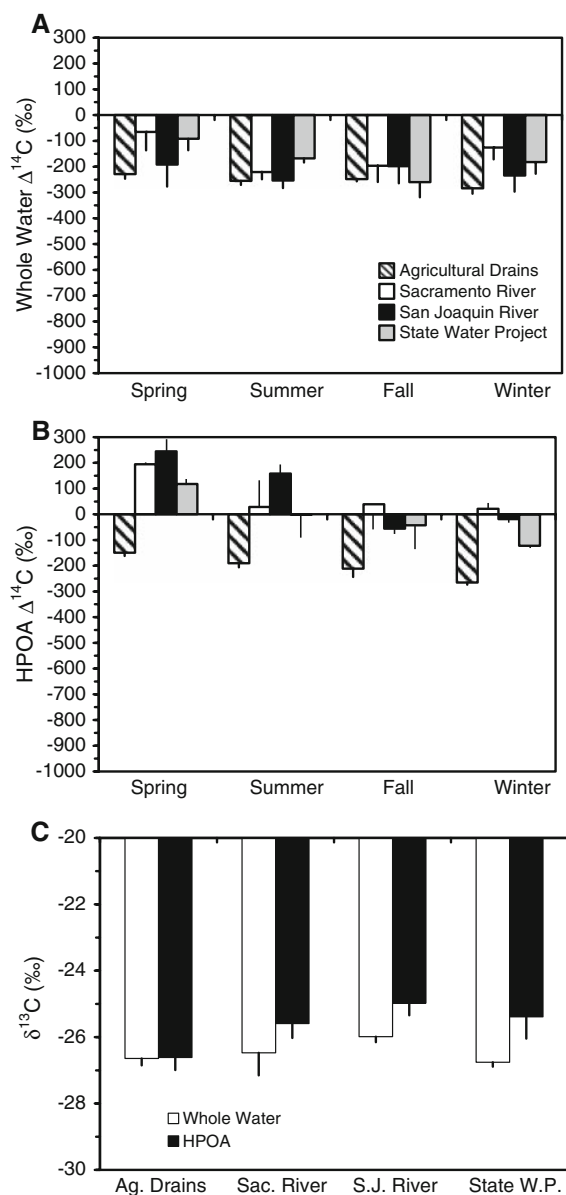 A
Whole Water Δ14C (‰)
300
200
100
0
-100
-200
-300
-400
-500
-600
-700
-800
-900
-1000
Agricultural Drains
Sacramento River
San Joaquin River
State Water Project
Spring Summer Fall Winter
B
HPOA Δ14C (‰)
300
200
100
0
-100
-200
-300
-400
-500
-600
-700
-800
-900
-1000
Spring Summer Fall Winter
C
δ13C (‰)
-20
-22
-24
-26
-28
-30
Whole Water
HPOA
Ag. Drains Sac. River S.J. River State W.P.